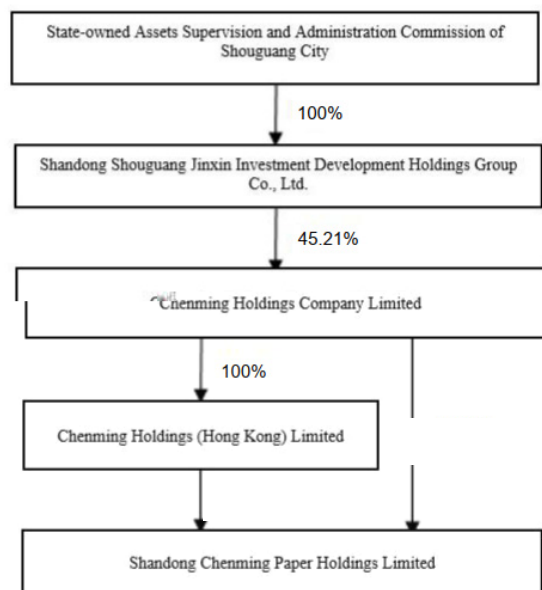 State-owned Assets Supervision and Administration Commission of
Shouguang City
100%
Shandong Shouguang Jinxin Investment Development Holdings Group
Co., Ltd.
45.21%
Chenming Holdings Company Limited
100%
Chenming Holdings (Hong Kong) Limited
Shandong Chenming Paper Holdings Limited